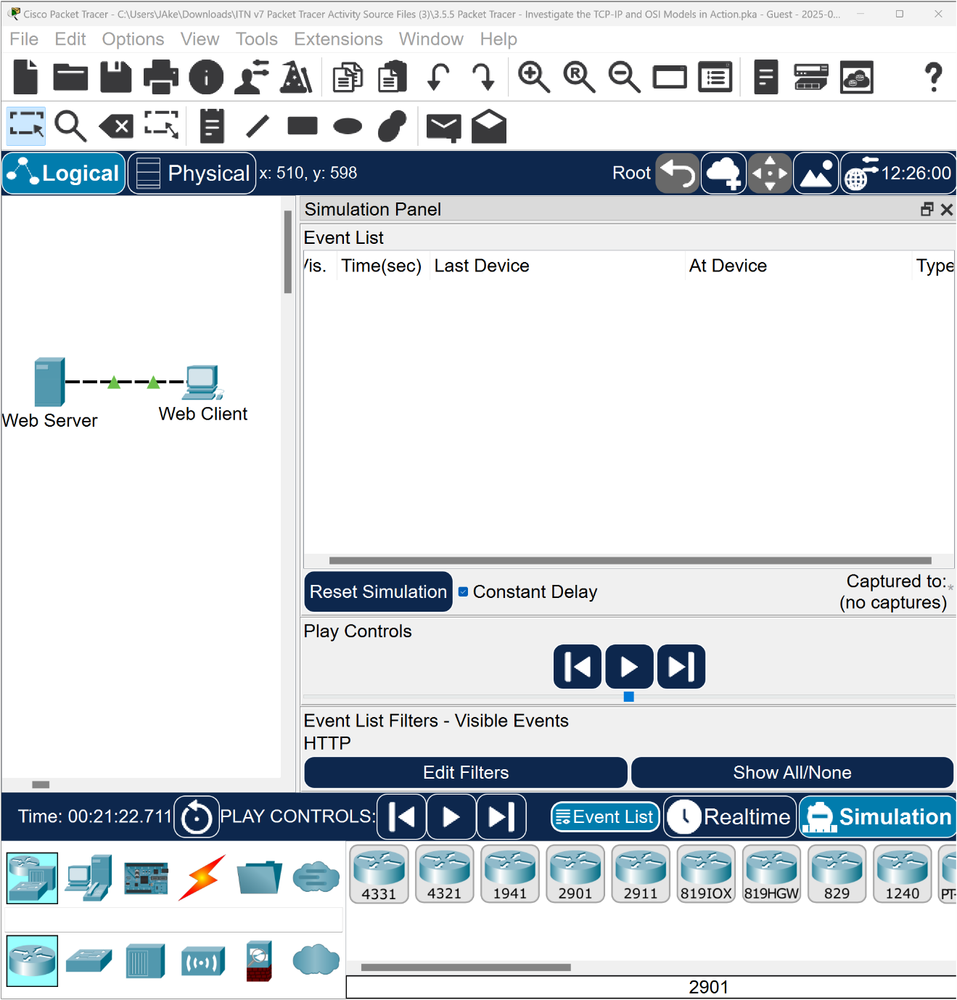 Cisco Packet Tracer - C:\Users\JAke\Downloads\ITN v7 Packet Tracer Activity Source Files (3)\3.5.5 Packet Tracer - Investigate the TCP-IP and OSI Models in Action.pka - Guest - 2025-0...
File Edit Options View Tools Extensions Window Help
Logical Physical x: 510, y: 598 Root 12:26:00
Simulation Panel
Event List
Vis. Time(sec) Last Device At Device Type
Web Server
Web Client
Reset Simulation Constant Delay Captured to:*
(no captures)
Play Controls
Event List Filters - Visible Events
HTTP
Edit Filters Show All/None
Time: 00:21:22.711 PLAY CONTROLS: Event List Realtime Simulation
4331 4321 1941 2901 2911 819IOX 819HGW 829 1240 PT-
2901